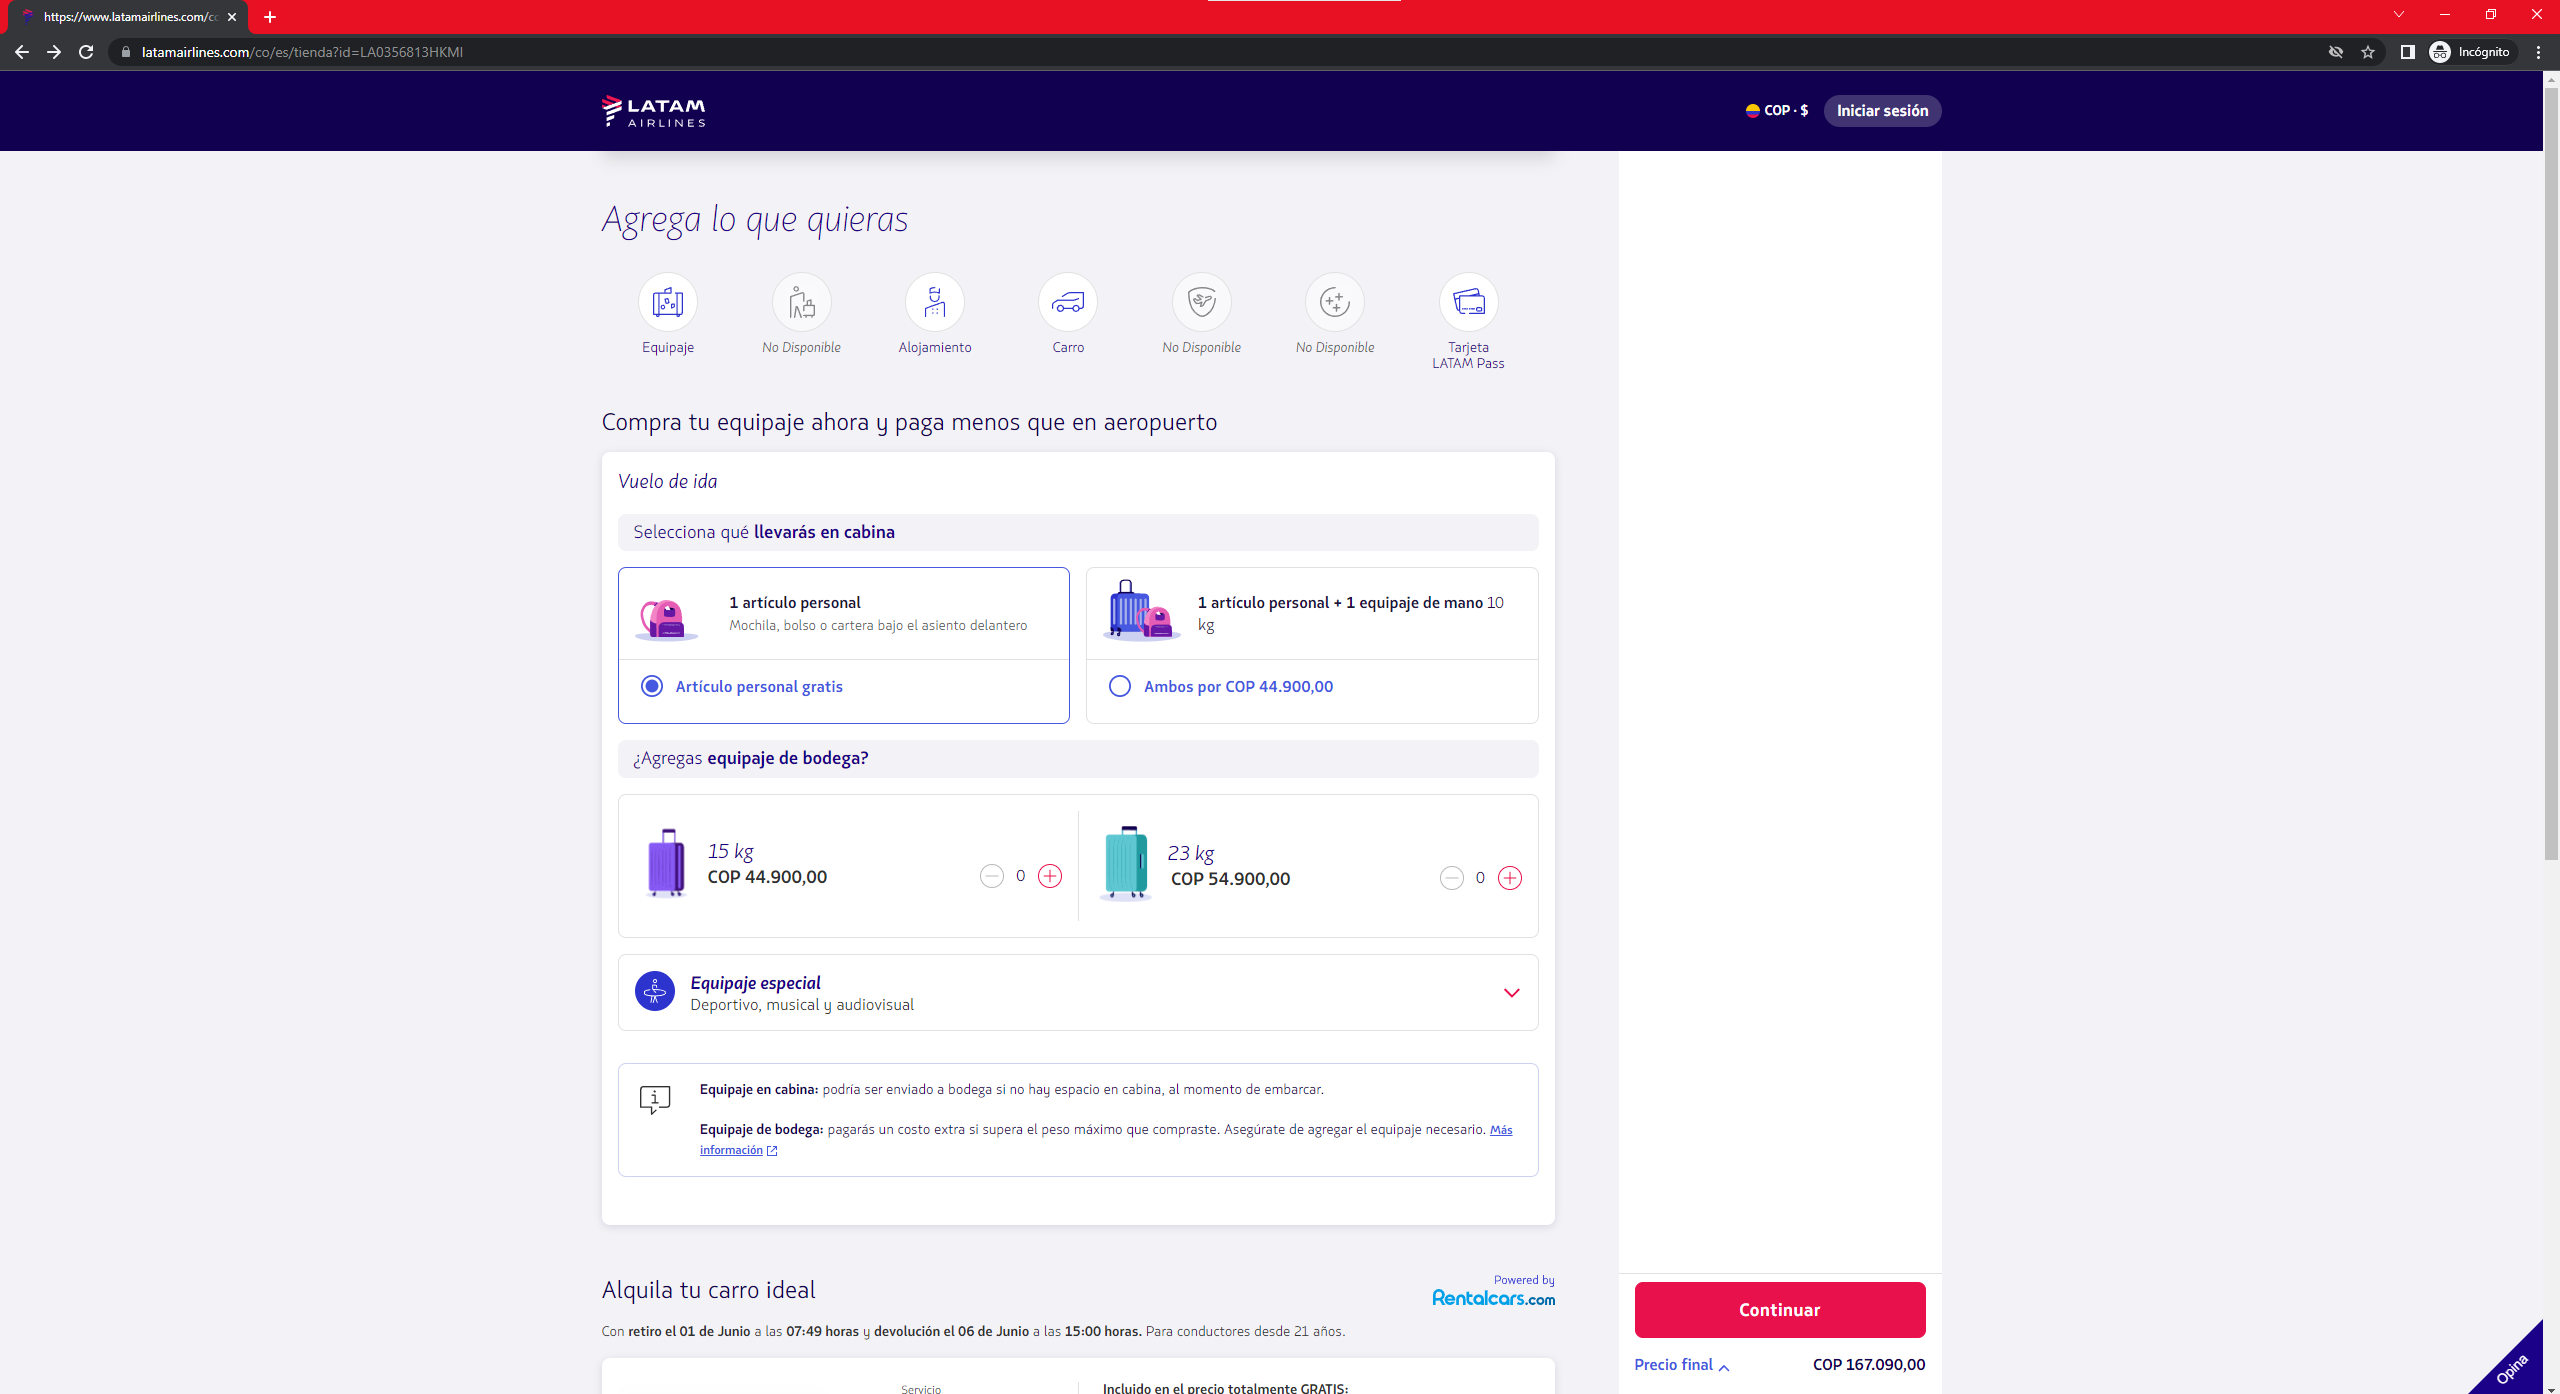 https://www.latamairlines.com/co
latamairlines.com/co/es/tienda?id=LA0356813HKMI
Incógnito
LATAM
AIRLINES
COP · $
Iniciar sesión
Agrega lo que quieras
Equipaje
No Disponible
Alojamiento
Carro
No Disponible
No Disponible
Tarjeta
LATAM Pass
Compra tu equipaje ahora y paga menos que en aeropuerto
Vuelo de ida
Selecciona qué llevarás en cabina
1 artículo personal
Mochila, bolso o cartera bajo el asiento delantero
Artículo personal gratis
1 artículo personal + 1 equipaje de mano 10
kg
Ambos por COP 44.900,00
¿Agregas equipaje de bodega?
15 kg
COP 44.900,00
0
23 kg
COP 54.900,00
0
Equipaje especial
Deportivo, musical y audiovisual
Equipaje en cabina: podría ser enviado a bodega si no hay espacio en cabina, al momento de embarcar.
Equipaje de bodega: pagarás un costo extra si supera el peso máximo que compraste. Asegúrate de agregar el equipaje necesario. Más
información
Alquila tu carro ideal
Powered by
Rentalcars.com
Con retiro el 01 de Junio a las 07:49 horas y devolución el 06 de Junio a las 15:00 horas. Para conductores desde 21 años.
Servicio
Incluido en el precio totalmente GRATIS:
Continuar
Precio final
COP 167.090,00
Opina